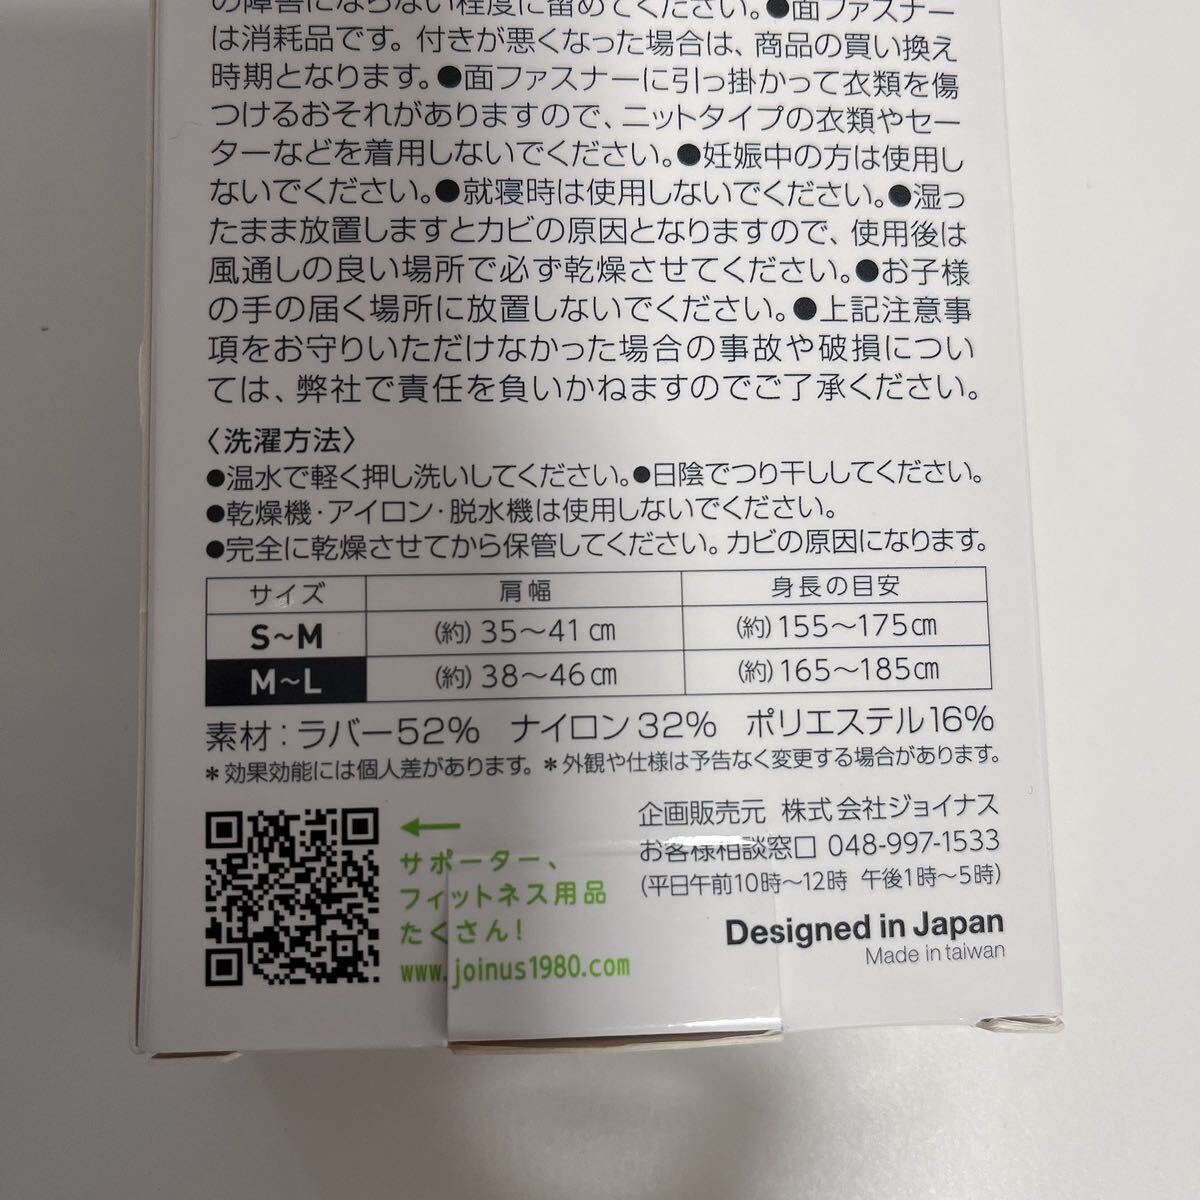 の障害にならない程度に留めてください。●面ファスナー
は消耗品です。付きが悪くなった場合は、商品の買い換え
時期となります。●面ファスナーに引っ掛かって衣類を傷
つけるおそれがありますので、ニットタイプの衣類やセー
ターなどを着用しないでください。●妊娠中の方は使用し
ないでください。●就寝時は使用しないでください。●湿っ
たまま放置しますとカビの原因となりますので、使用後は
風通しの良い場所で必ず乾燥させてください。●お子様
の手の届く場所に放置しないでください。●上記注意事
項をお守りいただけなかった場合の事故や破損につい
ては、弊社で責任を負いかねますのでご了承ください。
〈洗濯方法〉
●温水で軽く押し洗いしてください。●日陰でつり干ししてください。
●乾燥機・アイロン・脱水機は使用しないでください。
●完全に乾燥させてから保管してください。カビの原因になります。
サイズ 肩幅 身長の目安
S～M (約)35～41㎝ (約)155～175㎝
M～L (約)38～46㎝ (約)165～185㎝
素材：ラバー52% ナイロン32% ポリエステル16%
＊効果効能には個人差があります。＊外観や仕様は予告なく変更する場合があります。
←
サポーター、
フィットネス用品
たくさん！
www.joinus1980.com
企画販売元 株式会社ジョイナス
お客様相談窓口 048-997-1533
(平日午前10時～12時 午後1時～5時)
Designed in Japan
Made in taiwan